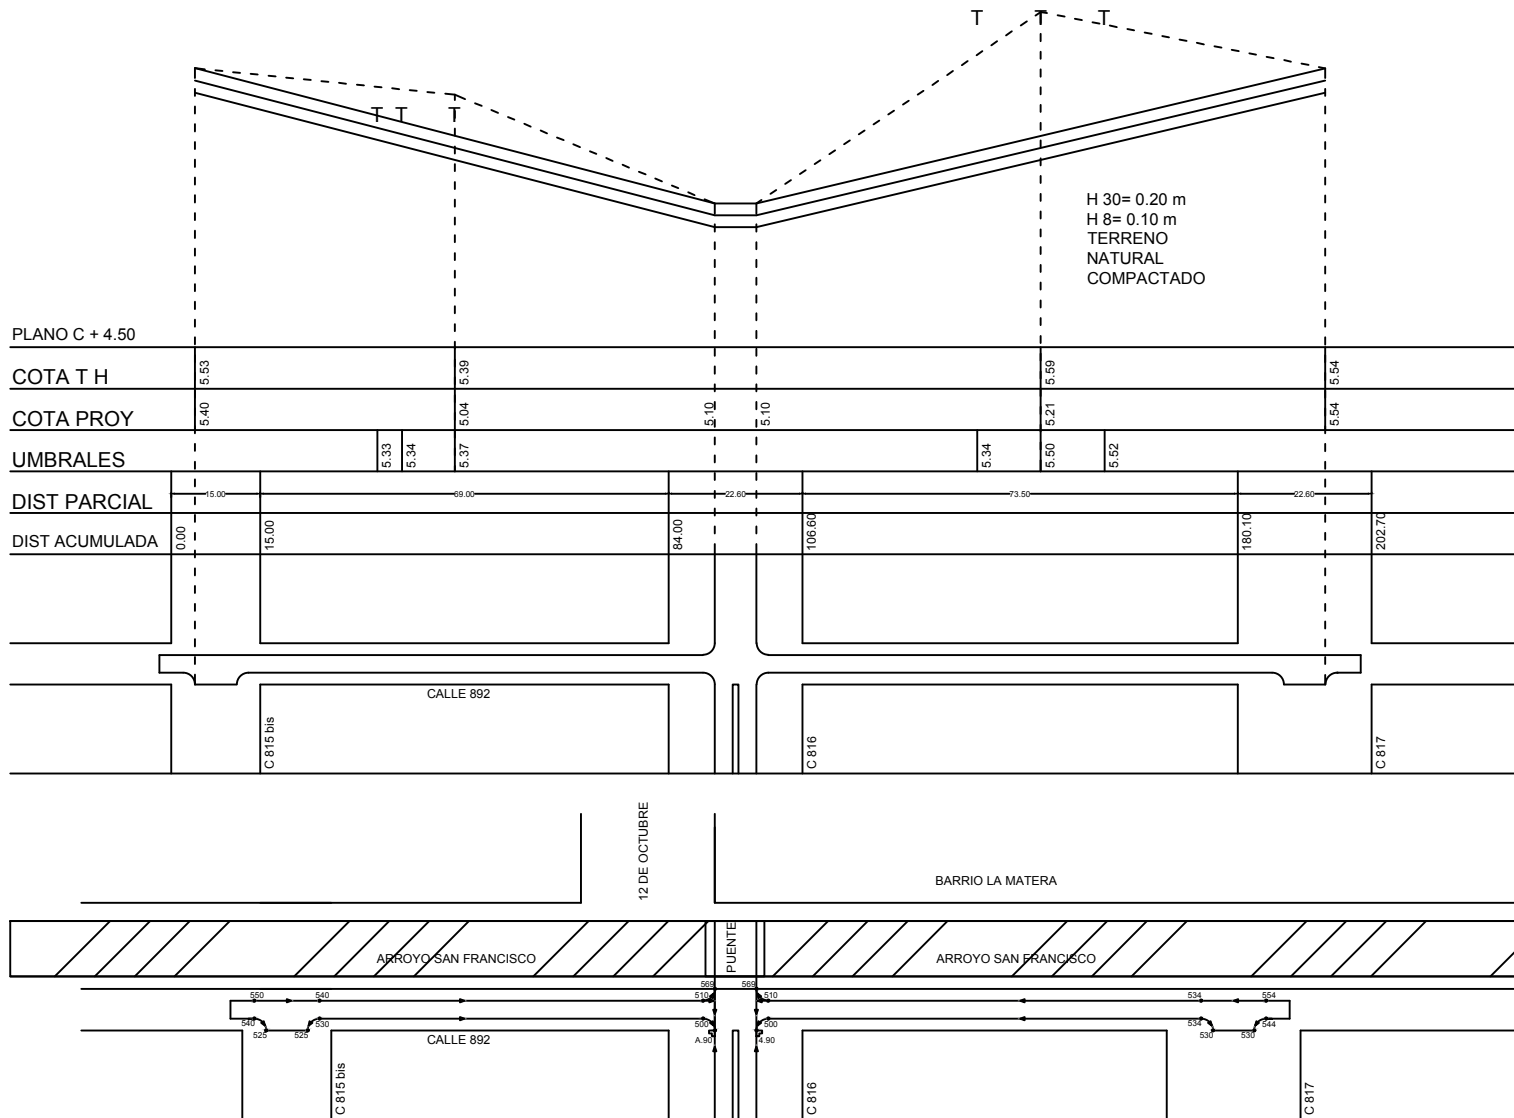 T T T
T T T
H 30= 0.20 m
H 8= 0.10 m
TERRENO
NATURAL
COMPACTADO
PLANO C + 4.50
COTA T H 5.53 5.39 5.59 5.54
COTA PROY 5.40 5.04 5.10 5.10 5.21 5.54
UMBRALES 5.33 5.34 5.37 5.34 5.50 5.52
DIST PARCIAL 15.00 69.00 22.60 73.50 22.60
DIST ACUMULADA 0.00 15.00 84.00 106.60 180.10 202.70
CALLE 892
C 815 bis C 816 C 817
12 DE OCTUBRE
BARRIO LA MATERA
PUENTE
ARROYO SAN FRANCISCO ARROYO SAN FRANCISCO
569 569
550 540 510 510 534 554
540 530 500 500 534 544
525 525 530 530
CALLE 892 A.90 4.90
C 815 bis C 816 C 817